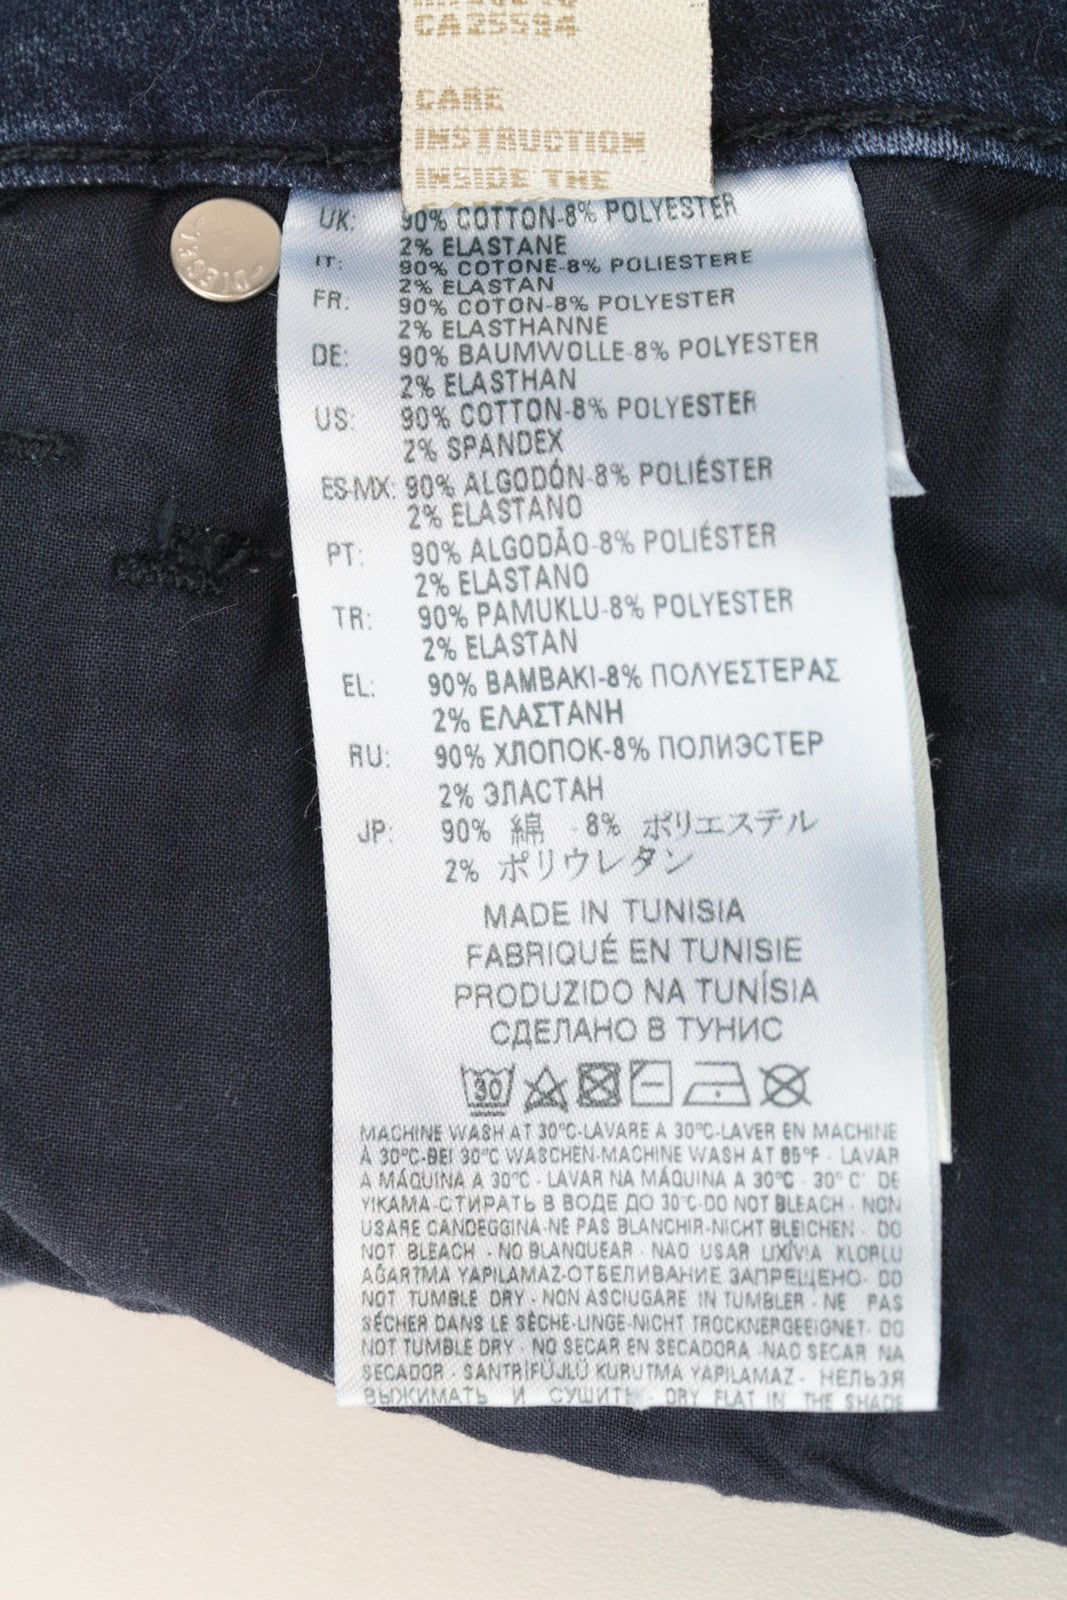 CA25594
CARE
INSTRUCTION
INSIDE THE
DIESEL
UK: 90% COTTON-8% POLYESTER
2% ELASTANE
IT: 90% COTONE-8% POLIESTERE
2% ELASTAN
FR: 90% COTON-8% POLYESTER
2% ELASTHANNE
DE: 90% BAUMWOLLE-8% POLYESTER
2% ELASTHAN
US: 90% COTTON-8% POLYESTER
2% SPANDEX
ES-MX: 90% ALGODÓN-8% POLIÉSTER
2% ELASTANO
PT: 90% ALGODÃO-8% POLIÉSTER
2% ELASTANO
TR: 90% PAMUKLU-8% POLYESTER
2% ELASTAN
EL: 90% ΒΑΜΒΑΚΙ-8% ΠΟΛΥΕΣΤΕΡΑΣ
2% ΕΛΑΣΤΑΝΗ
RU: 90% ХЛОПОК-8% ПОЛИЭСТЕР
2% ЭЛАСТАН
JP: 90% 綿 -8% ポリエステル
2% ポリウレタン
MADE IN TUNISIA
FABRIQUÉ EN TUNISIE
PRODUZIDO NA TUNÍSIA
СДЕЛАНО В ТУНИС
30
MACHINE WASH AT 30°C-LAVARE A 30°C-LAVER EN MACHINE
À 30°C-BEI 30°C WASCHEN-MACHINE WASH AT 85°F - LAVAR
A MÁQUINA A 30°C - LAVAR NA MÁQUINA A 30°C - 30° C' DE
YIKAMA-СТИРАТЬ В ВОДЕ ДО 30°C-DO NOT BLEACH - NON
USARE CANDEGGINA-NE PAS BLANCHIR-NICHT BLEICHEN - DO
NOT BLEACH - NO BLANQUEAR - NAO USAR LIXÍVIA KLORLU
AĞARTMA YAPILAMAZ-ОТБЕЛИВАНИЕ ЗАПРЕЩЕНО- DO
NOT TUMBLE DRY - NON ASCIUGARE IN TUMBLER - NE PAS
SÉCHER DANS LE SÈCHE-LINGE-NICHT TROCKNERGEEIGNET- DO
NOT TUMBLE DRY - NO SECAR EN SECADORA -NAO SECAR NA
SECADOR - SANTRİFÜJLÜ KURUTMA YAPILAMAZ - НЕЛЬЗЯ
ВЫЖИМАТЬ И СУШИТЬ - DRY FLAT IN THE SHADE